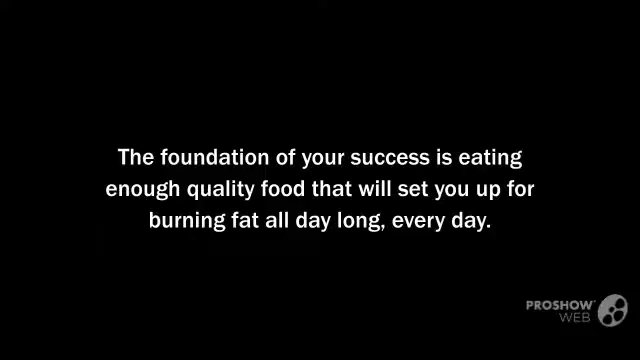 The foundation of your success is eating
enough quality food that will set you up for
burning fat all day long, every day.
PROSHOW
WEB